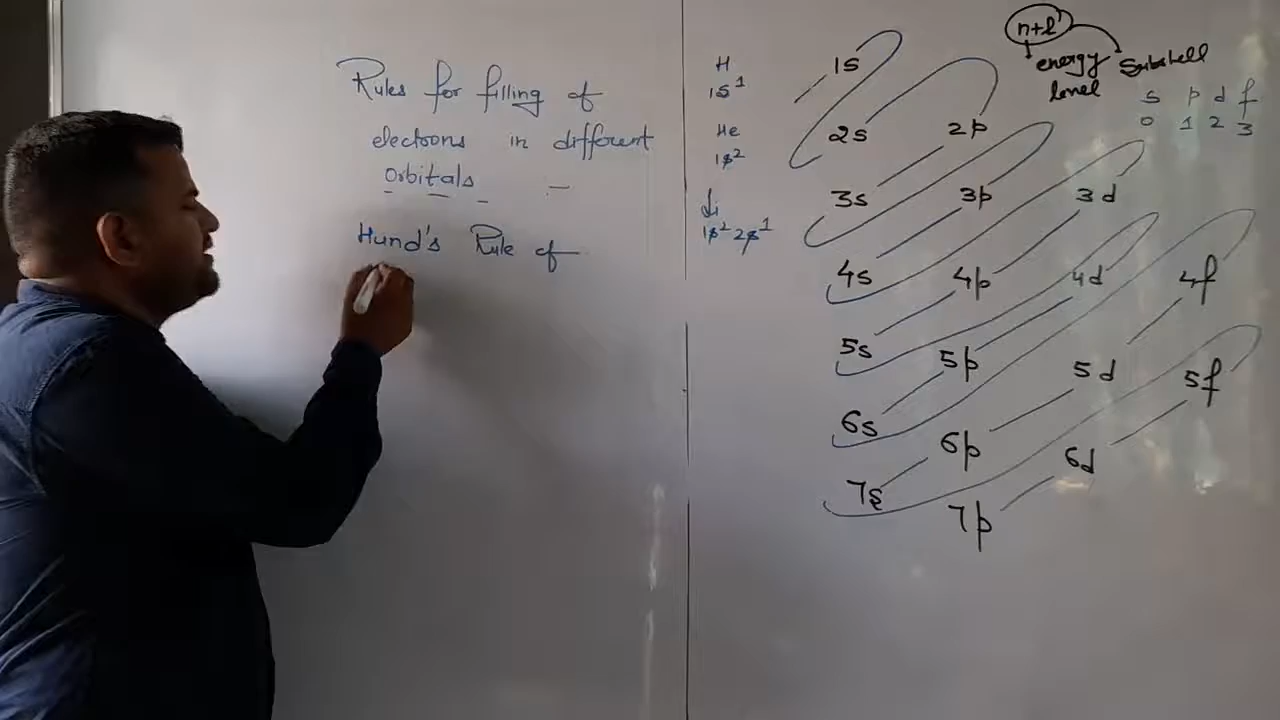 Rules for filling of
electrons in different
orbitals
Hund's Rule of
H
1s¹
He
1s²
Li
1s² 2s¹
n+l
energy level
Subshell
s p d f
0 1 2 3
1s
2s 2p
3s 3p 3d
4s 4p 4d 4f
5s 5p 5d 5f
6s 6p 6d
7s 7p